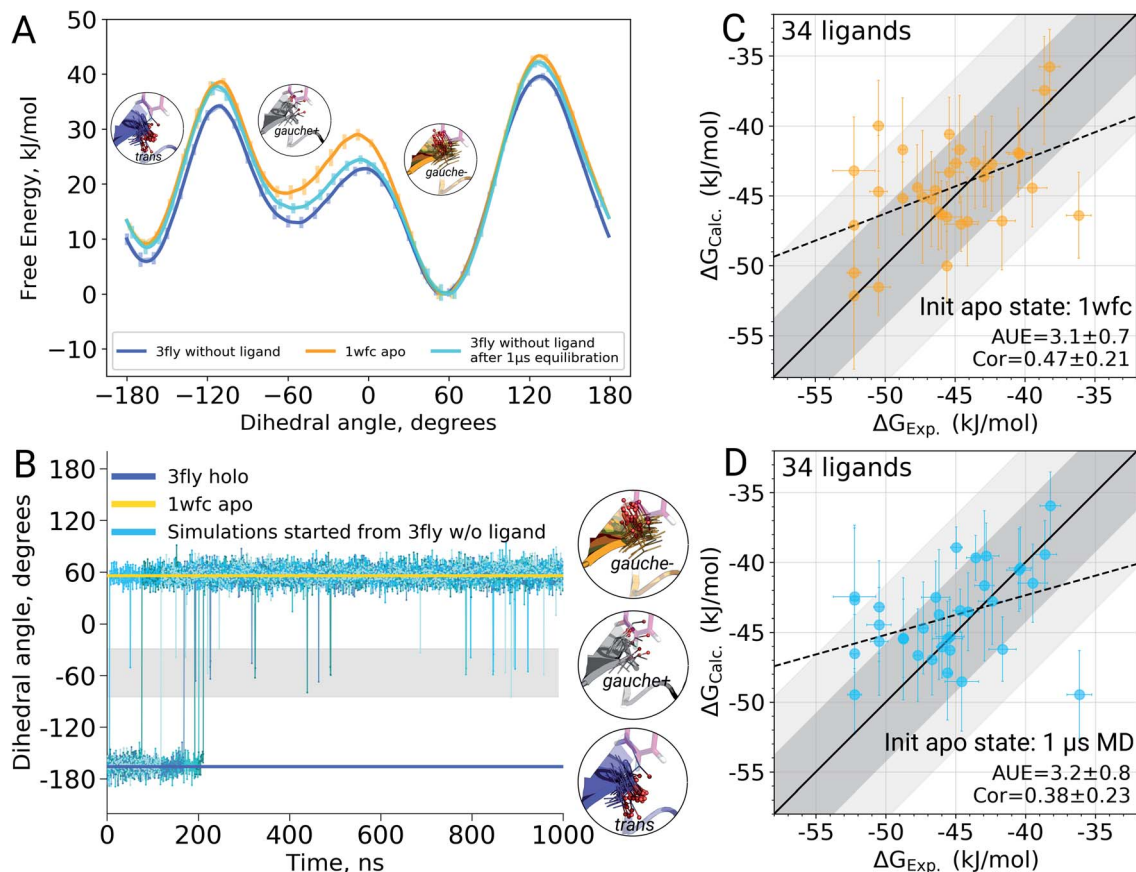 A
50
40
30
20
10
0
−10
Free Energy, kJ/mol
trans
gauche+
gauche-
3fly without ligand
1wfc apo
3fly without ligand
after 1μs equilibration
−180 −120 −60 0 60 120 180
Dihedral angle, degrees
B
180
120
60
0
-60
-120
-180
Dihedral angle, degrees
3fly holo
1wfc apo
Simulations started from 3fly w/o ligand
0 200 400 600 800 1000
Time, ns
gauche-
gauche+
trans
C
34 ligands
-35
-40
-45
-50
-55
ΔGCalc. (kJ/mol)
Init apo state: 1wfc
AUE=3.1±0.7
Cor=0.47±0.21
-55 -50 -45 -40 -35
ΔGExp. (kJ/mol)
D
34 ligands
-35
-40
-45
-50
-55
ΔGCalc. (kJ/mol)
Init apo state: 1 μs MD
AUE=3.2±0.8
Cor=0.38±0.23
-55 -50 -45 -40 -35
ΔGExp. (kJ/mol)